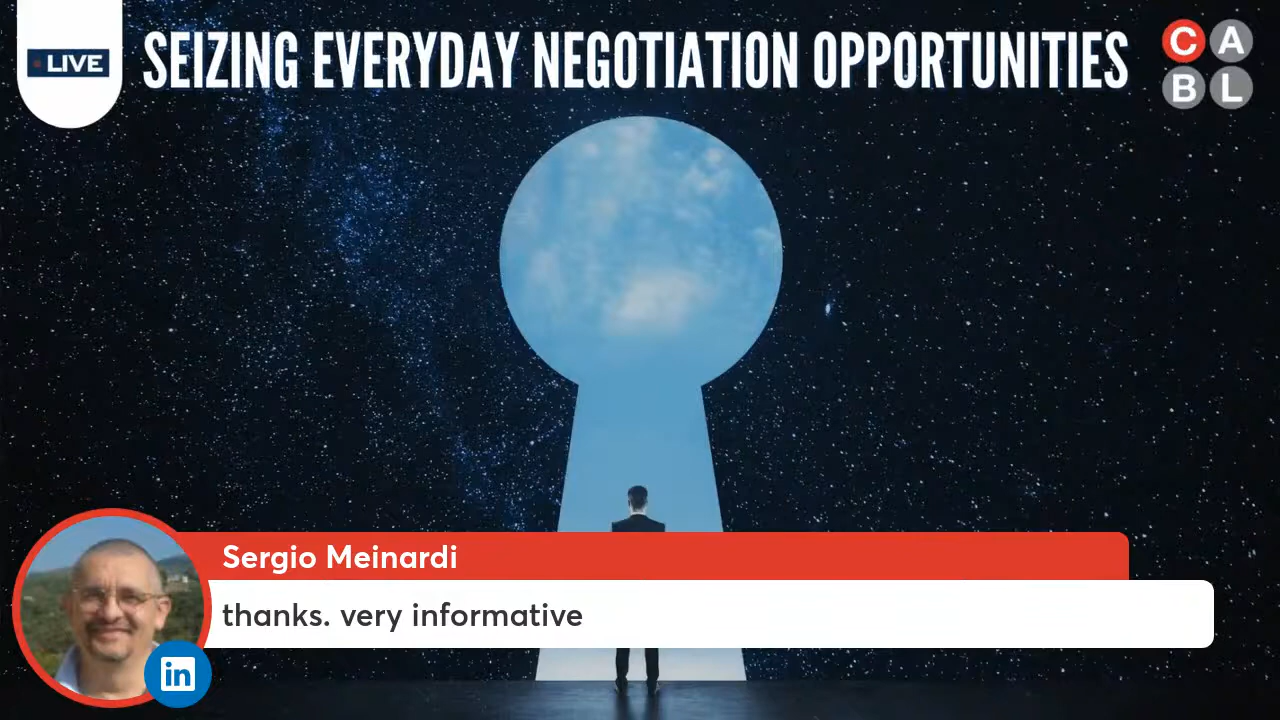 LIVE
SEIZING EVERYDAY NEGOTIATION OPPORTUNITIES
C A
B L
Sergio Meinardi
thanks. very informative
in